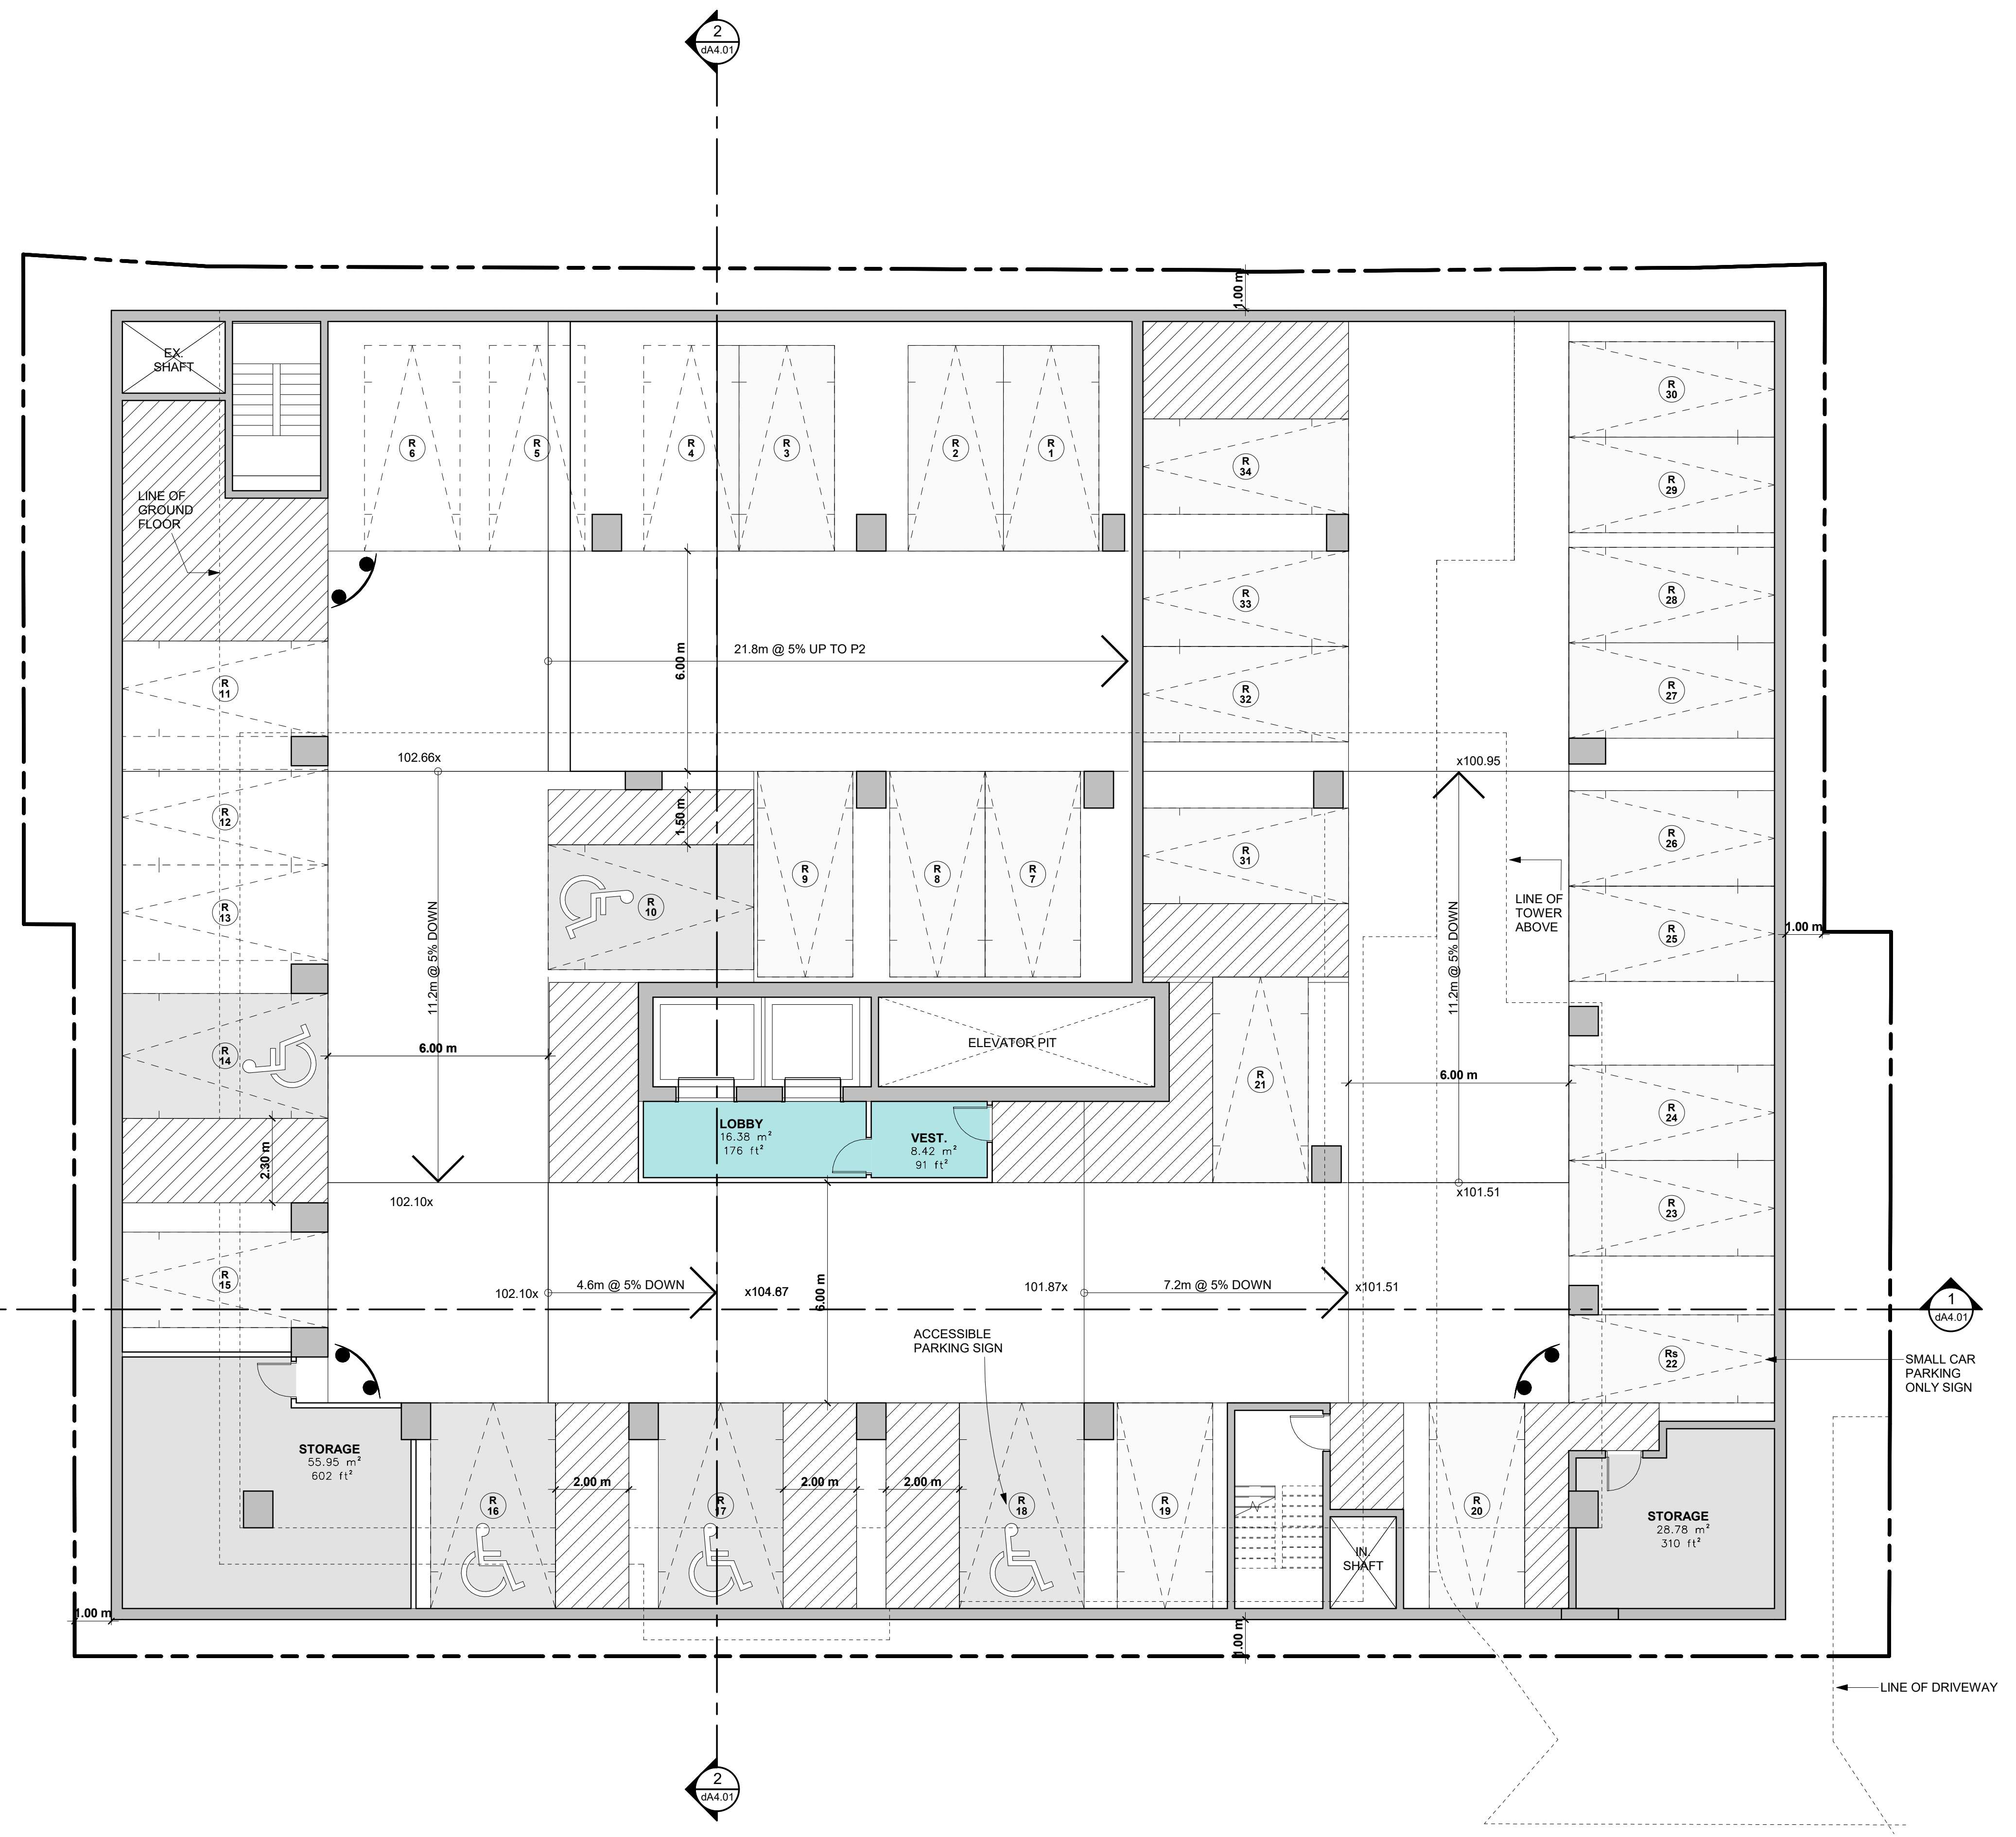 2
dA4.01
1.00 m
EX.
SHAFT
R
30
R
6
R
5
R
4
R
3
R
2
R
1
R
34
R
29
LINE OF
GROUND
FLOOR
R
33
R
28
21.8m @ 5% UP TO P2
6.00 m
R
11
R
32
R
27
102.66x
x100.95
1.50 m
R
12
R
31
R
26
R
9
R
8
R
7
R
10
R
13
LINE OF
TOWER
ABOVE
R
25
1.00 m
11.2m @ 5% DOWN
11.2m @ 5% DOWN
R
14
6.00 m
ELEVATOR PIT
R
21
6.00 m
R
24
LOBBY
16.38 m²
176 ft²
VEST.
8.42 m²
91 ft²
2.30 m
102.10x
x101.51
R
23
R
15
102.10x
4.6m @ 5% DOWN
x104.87
6.00 m
101.87x
7.2m @ 5% DOWN
x101.51
1
dA4.01
ACCESSIBLE
PARKING SIGN
Rs
22
SMALL CAR
PARKING
ONLY SIGN
STORAGE
55.95 m²
602 ft²
2.00 m
2.00 m
2.00 m
R
16
R
17
R
18
R
19
R
20
STORAGE
28.78 m²
310 ft²
IN.
SHAFT
1.00 m
1.00 m
LINE OF DRIVEWAY
2
dA4.01